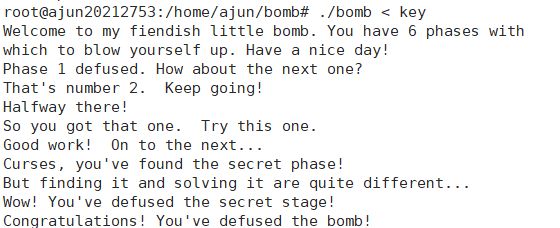 root@ajun20212753:/home/ajun/bomb# ./bomb < key
Welcome to my fiendish little bomb. You have 6 phases with
which to blow yourself up. Have a nice day!
Phase 1 defused. How about the next one?
That's number 2.  Keep going!
Halfway there!
So you got that one.  Try this one.
Good work!  On to the next...
Curses, you've found the secret phase!
But finding it and solving it are quite different...
Wow! You've defused the secret stage!
Congratulations! You've defused the bomb!